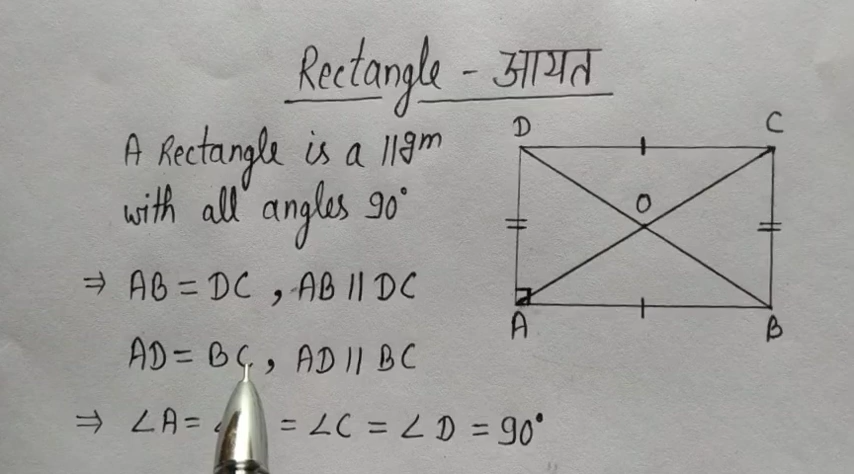 Rectangle - आयत
A Rectangle is a ||gm
with all angles 90°
⇒ AB = DC , AB || DC
AD = BC , AD || BC
⇒ ∠A = ∠ = ∠C = ∠D = 90°
D
C
O
A
B